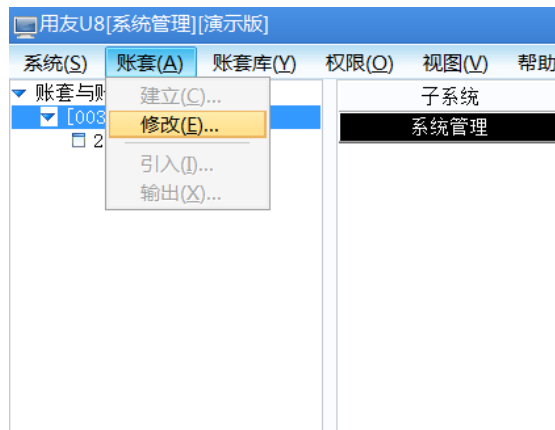 用友U8[系统管理][演示版]
系统(S) 账套(A) 账套库(Y) 权限(O) 视图(V) 帮助
账套与
子系统
[003
系统管理
2
建立(C)...
修改(E)...
引入(I)...
输出(X)...